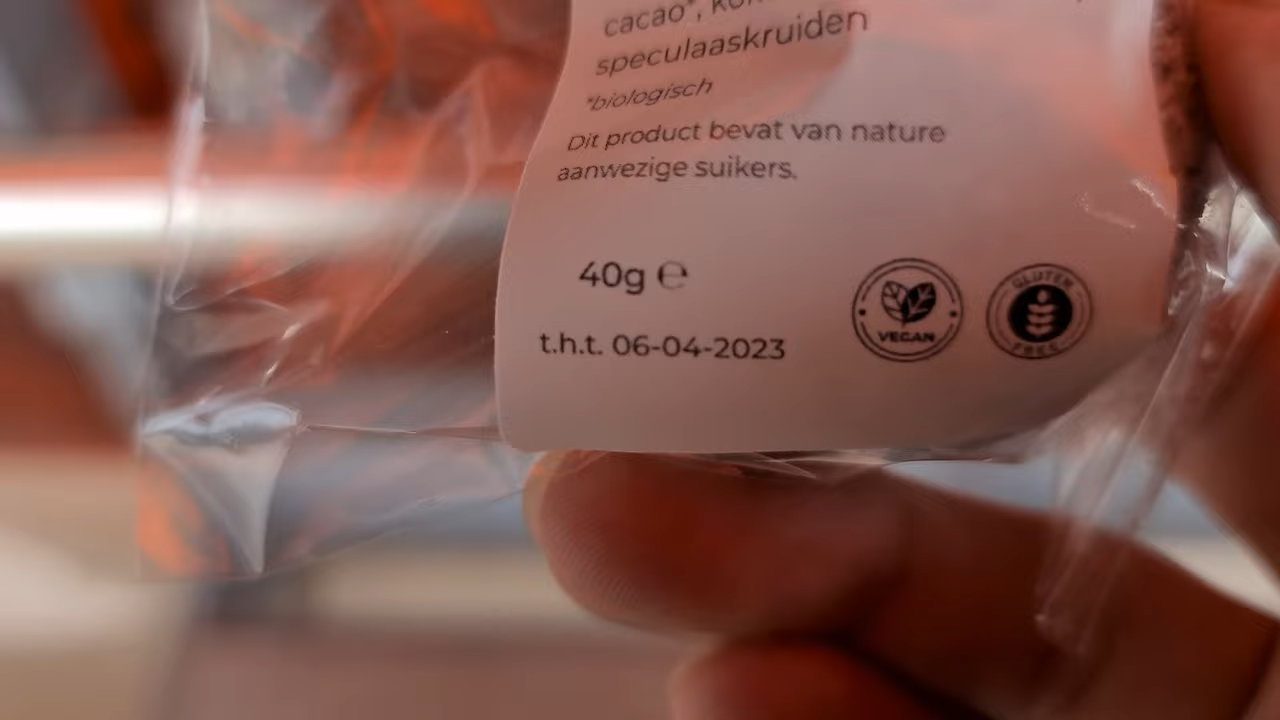 cacao*,
speculaaskruiden
*biologisch
Dit product bevat van nature
aanwezige suikers.
40g ℮
t.h.t. 06-04-2023
VEGAN
GLUTEN
FREE